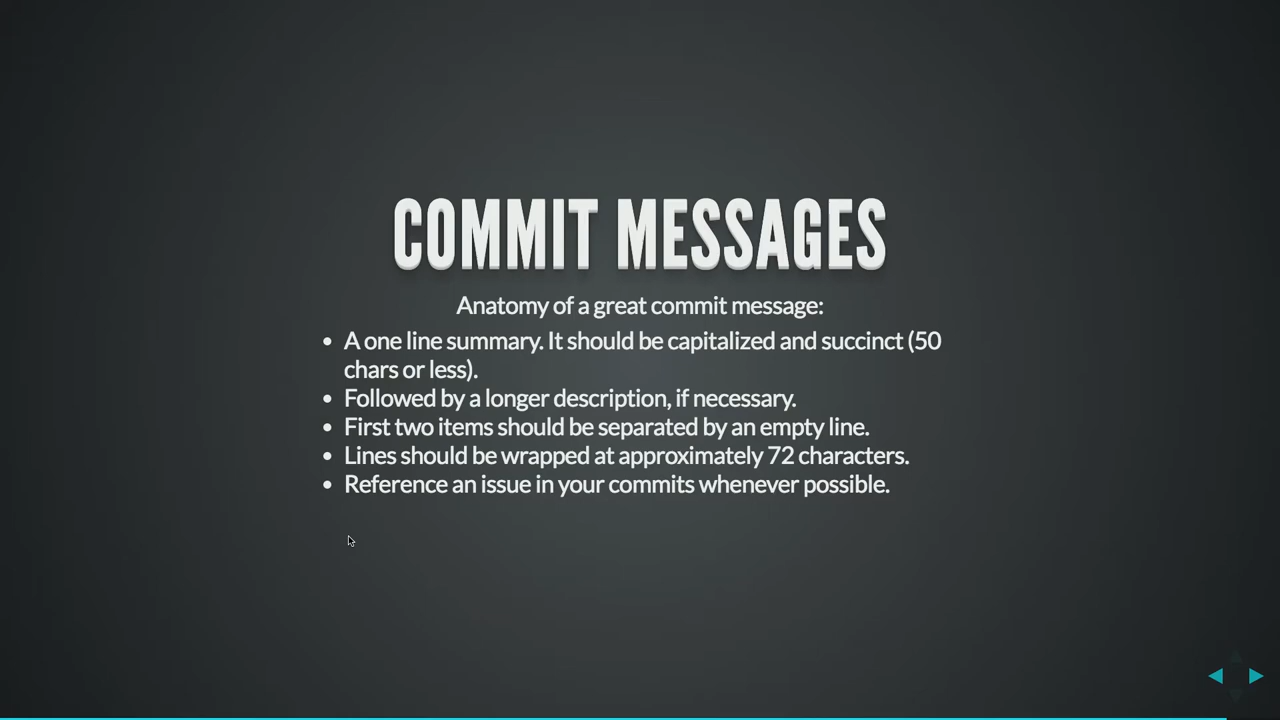 COMMIT MESSAGES
Anatomy of a great commit message:
• A one line summary. It should be capitalized and succinct (50
chars or less).
• Followed by a longer description, if necessary.
• First two items should be separated by an empty line.
• Lines should be wrapped at approximately 72 characters.
• Reference an issue in your commits whenever possible.